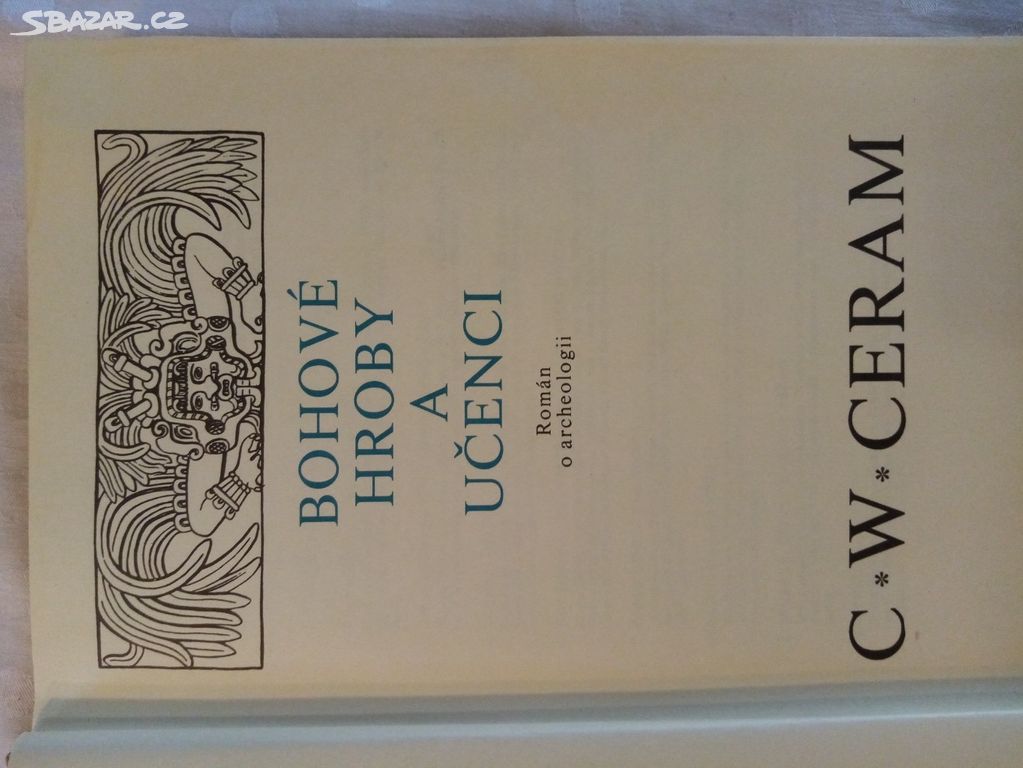 SBAZAR.CZ
BOHOVÉ
HROBY
A
UČENCI
Román
o archeologii
C * W * CERAM